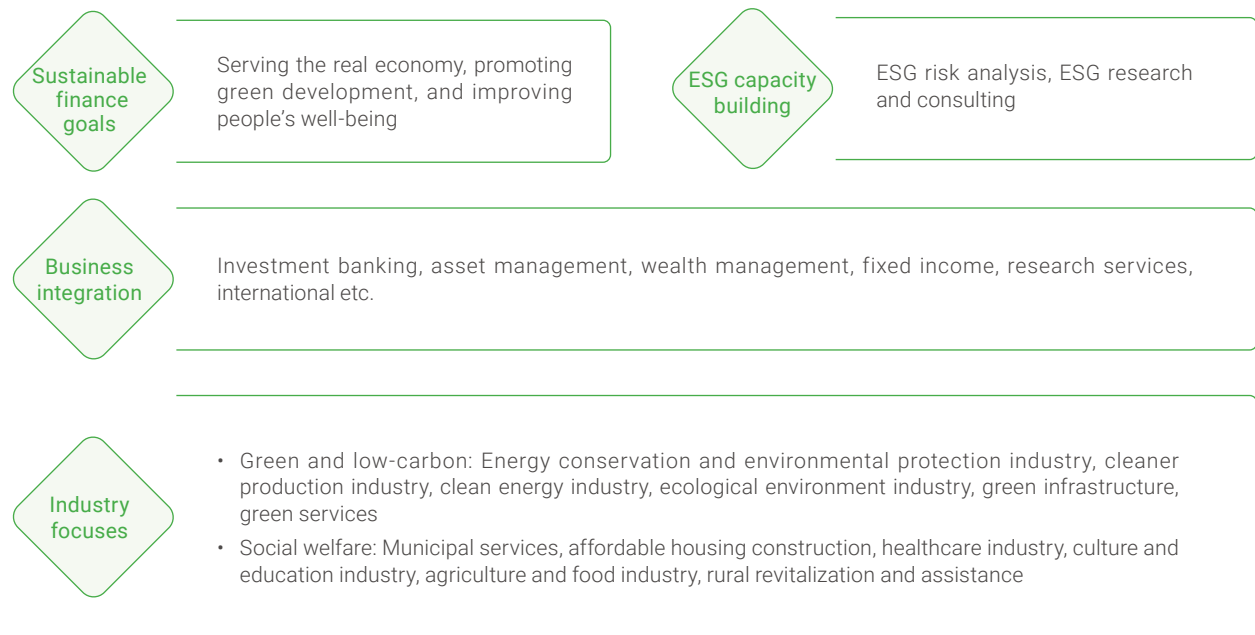 Sustainable
finance
goals
Serving the real economy, promoting
green development, and improving
people's well-being
ESG capacity
building
ESG risk analysis, ESG research
and consulting
Business
integration
Investment banking, asset management, wealth management, fixed income, research services,
international etc.
Industry
focuses
• Green and low-carbon: Energy conservation and environmental protection industry, cleaner
production industry, clean energy industry, ecological environment industry, green infrastructure,
green services
• Social welfare: Municipal services, affordable housing construction, healthcare industry, culture and
education industry, agriculture and food industry, rural revitalization and assistance